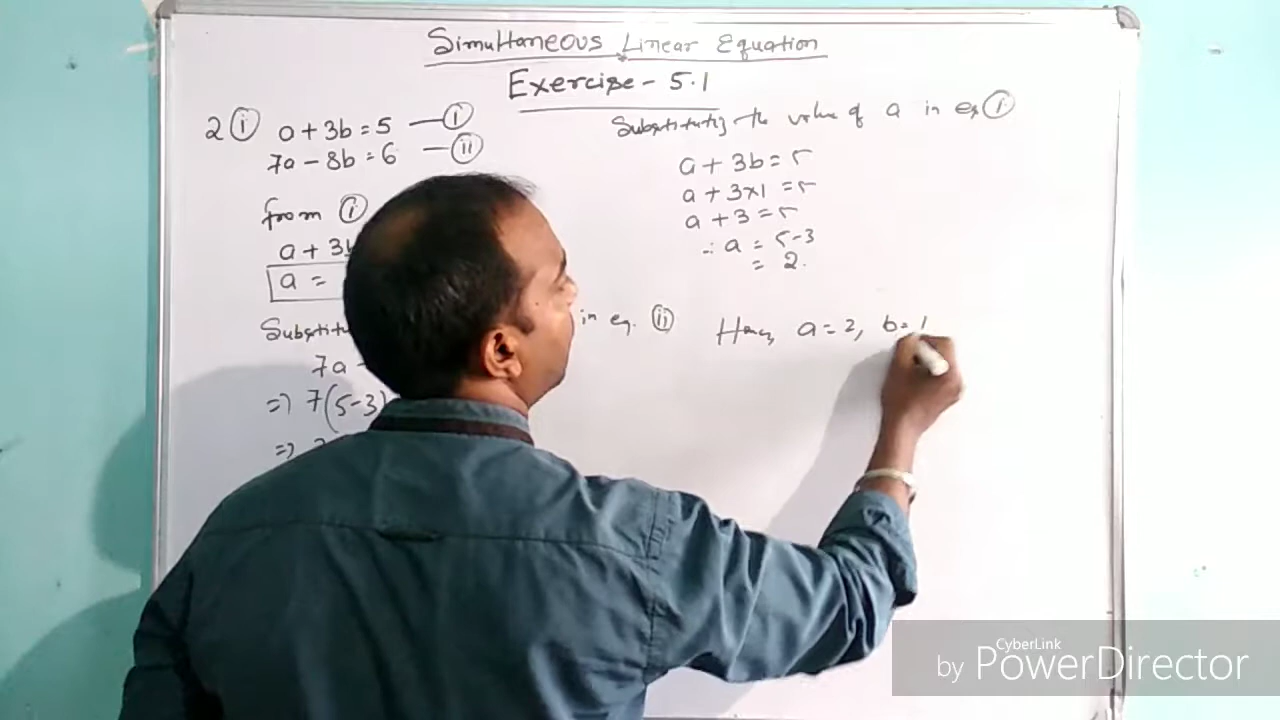 Simultaneous Linear Equation
Exercise - 5.1
2 (i) a + 3b = 5 — (i)
7a - 8b = 6 — (ii)
from (i)
a + 3b
a =
Substitu
7a -
=> 7(5-3
=>
in eq. (ii)
Substituting the value of a in eq (i)
a + 3b = 5
a + 3×1 = 5
a + 3 = 5
∴ a = 5-3
= 2.
Hence, a = 2, b = 1
CyberLink
by PowerDirector